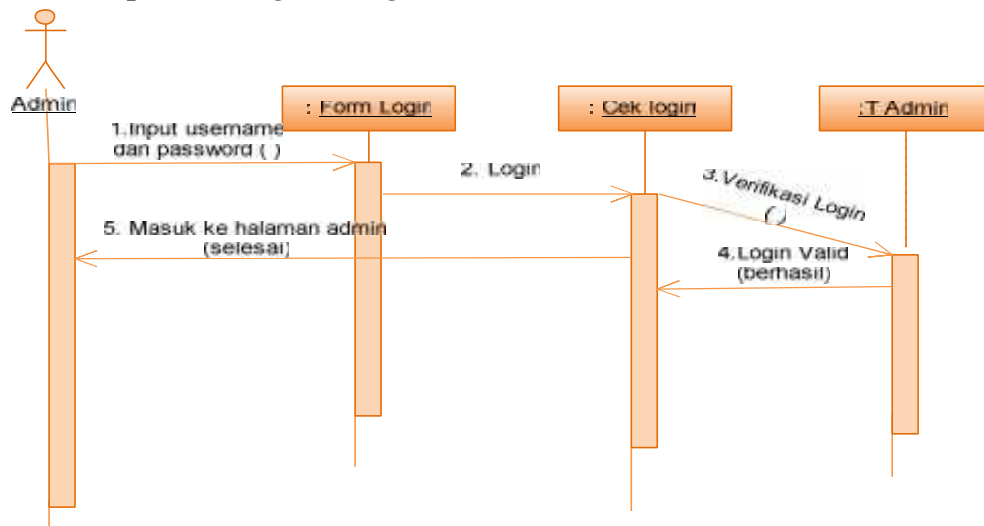 Admin
: Form Login
: Cek login
:T Admin
1.Input username
dan password ( )
2. Login
3.Verifikasi Login
( )
4.Login Valid
(berhasil)
5. Masuk ke halaman admin
(selesai)